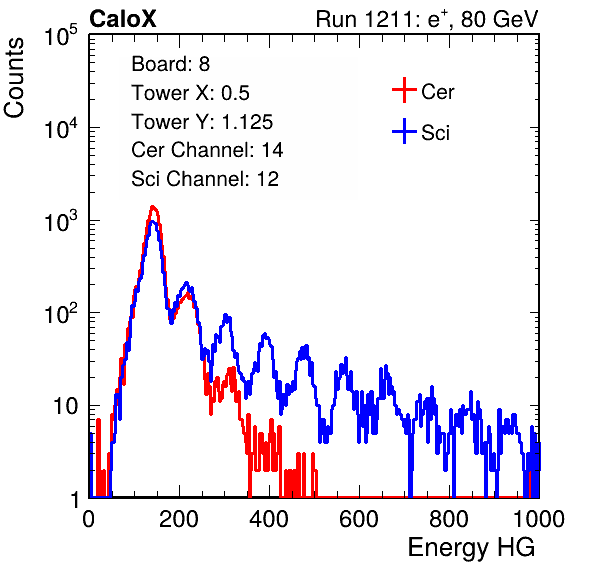 CaloX Run 1211: e⁺, 80 GeV
Counts
10⁵
10⁴
10³
10²
10
1
Board: 8
Tower X: 0.5
Tower Y: 1.125
Cer Channel: 14
Sci Channel: 12
Cer
Sci
0 200 400 600 800 1000
Energy HG